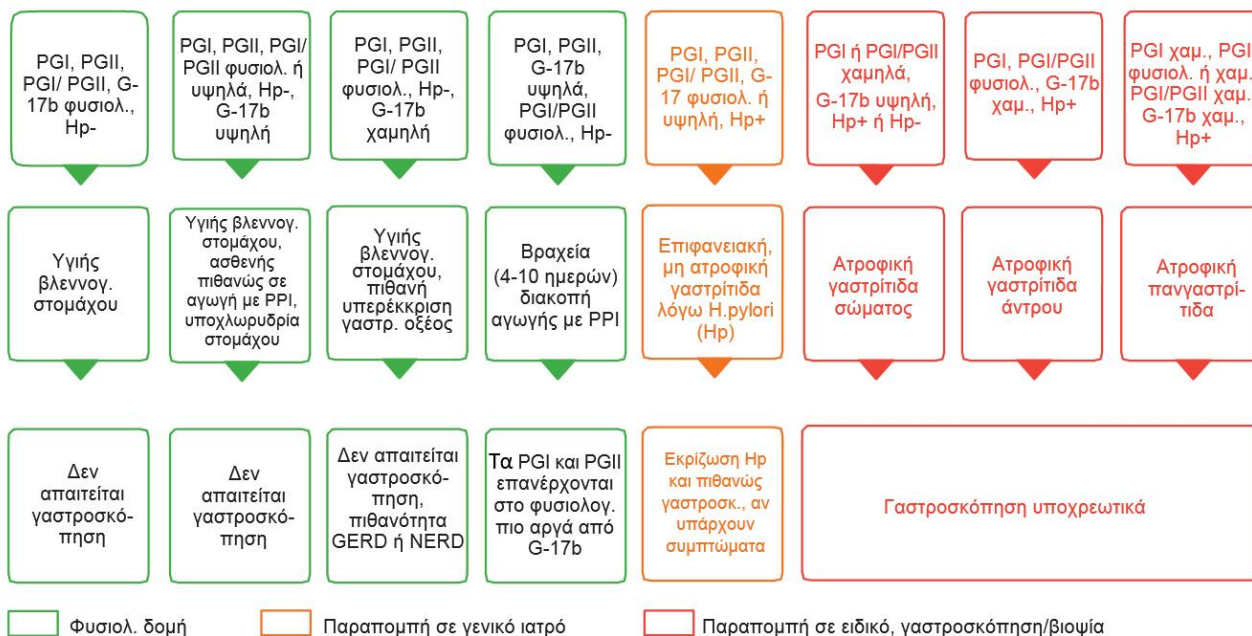 PGI, PGII,
PGI/ PGII, G-
17b φυσιολ.,
Hp-
PGI, PGII, PGI/
PGII φυσιολ. ή
υψηλά, Hp-,
G-17b
υψηλή
PGI, PGII,
PGI/ PGII
φυσιολ., Hp-,
G-17b
χαμηλή
PGI, PGII,
G-17b
υψηλά,
PGI/PGII
φυσιολ., Hp-
PGI, PGII,
PGI/ PGII, G-
17 φυσιολ. ή
υψηλή, Hp+
PGI ή PGI/PGII
χαμηλά,
G-17b υψηλή,
Hp+ ή Hp-
PGI, PGI/PGII
φυσιολ., G-17b
χαμ., Hp+
PGI χαμ., PGI
φυσιολ. ή χαμ.
PGI/PGII χαμ.
G-17b χαμ.,
Hp+
Υγιής
βλεννογ.
στομάχου
Υγιής βλεννογ.
στομάχου,
ασθενής
πιθανώς σε
αγωγή με PPI,
υποχλωρυδρία
στομάχου
Υγιής
βλεννογ.
στομάχου,
πιθανή
υπερέκκριση
γαστρ. οξέος
Βραχεία
(4-10 ημερών)
διακοπή
αγωγής με PPI
Επιφανειακή,
μη ατροφική
γαστρίτιδα
λόγω H.pylori
(Hp)
Ατροφική
γαστρίτιδα
σώματος
Ατροφική
γαστρίτιδα
άντρου
Ατροφική
πανγαστρί-
τιδα
Δεν
απαιτείται
γαστροσκό-
πηση
Δεν
απαιτείται
γαστροσκό-
πηση
Δεν απαιτείται
γαστροσκό-
πηση,
πιθανότητα
GERD ή NERD
Τα PGI και PGII
επανέρχονται
στο φυσιολογ.
πιο αργά από
G-17b
Εκρίζωση Hp
και πιθανώς
γαστροσκ., αν
υπάρχουν
συμπτώματα
Γαστροσκόπηση υποχρεωτικά
Φυσιολ. δομή
Παραπομπή σε γενικό ιατρό
Παραπομπή σε ειδικό, γαστροσκόπηση/βιοψία